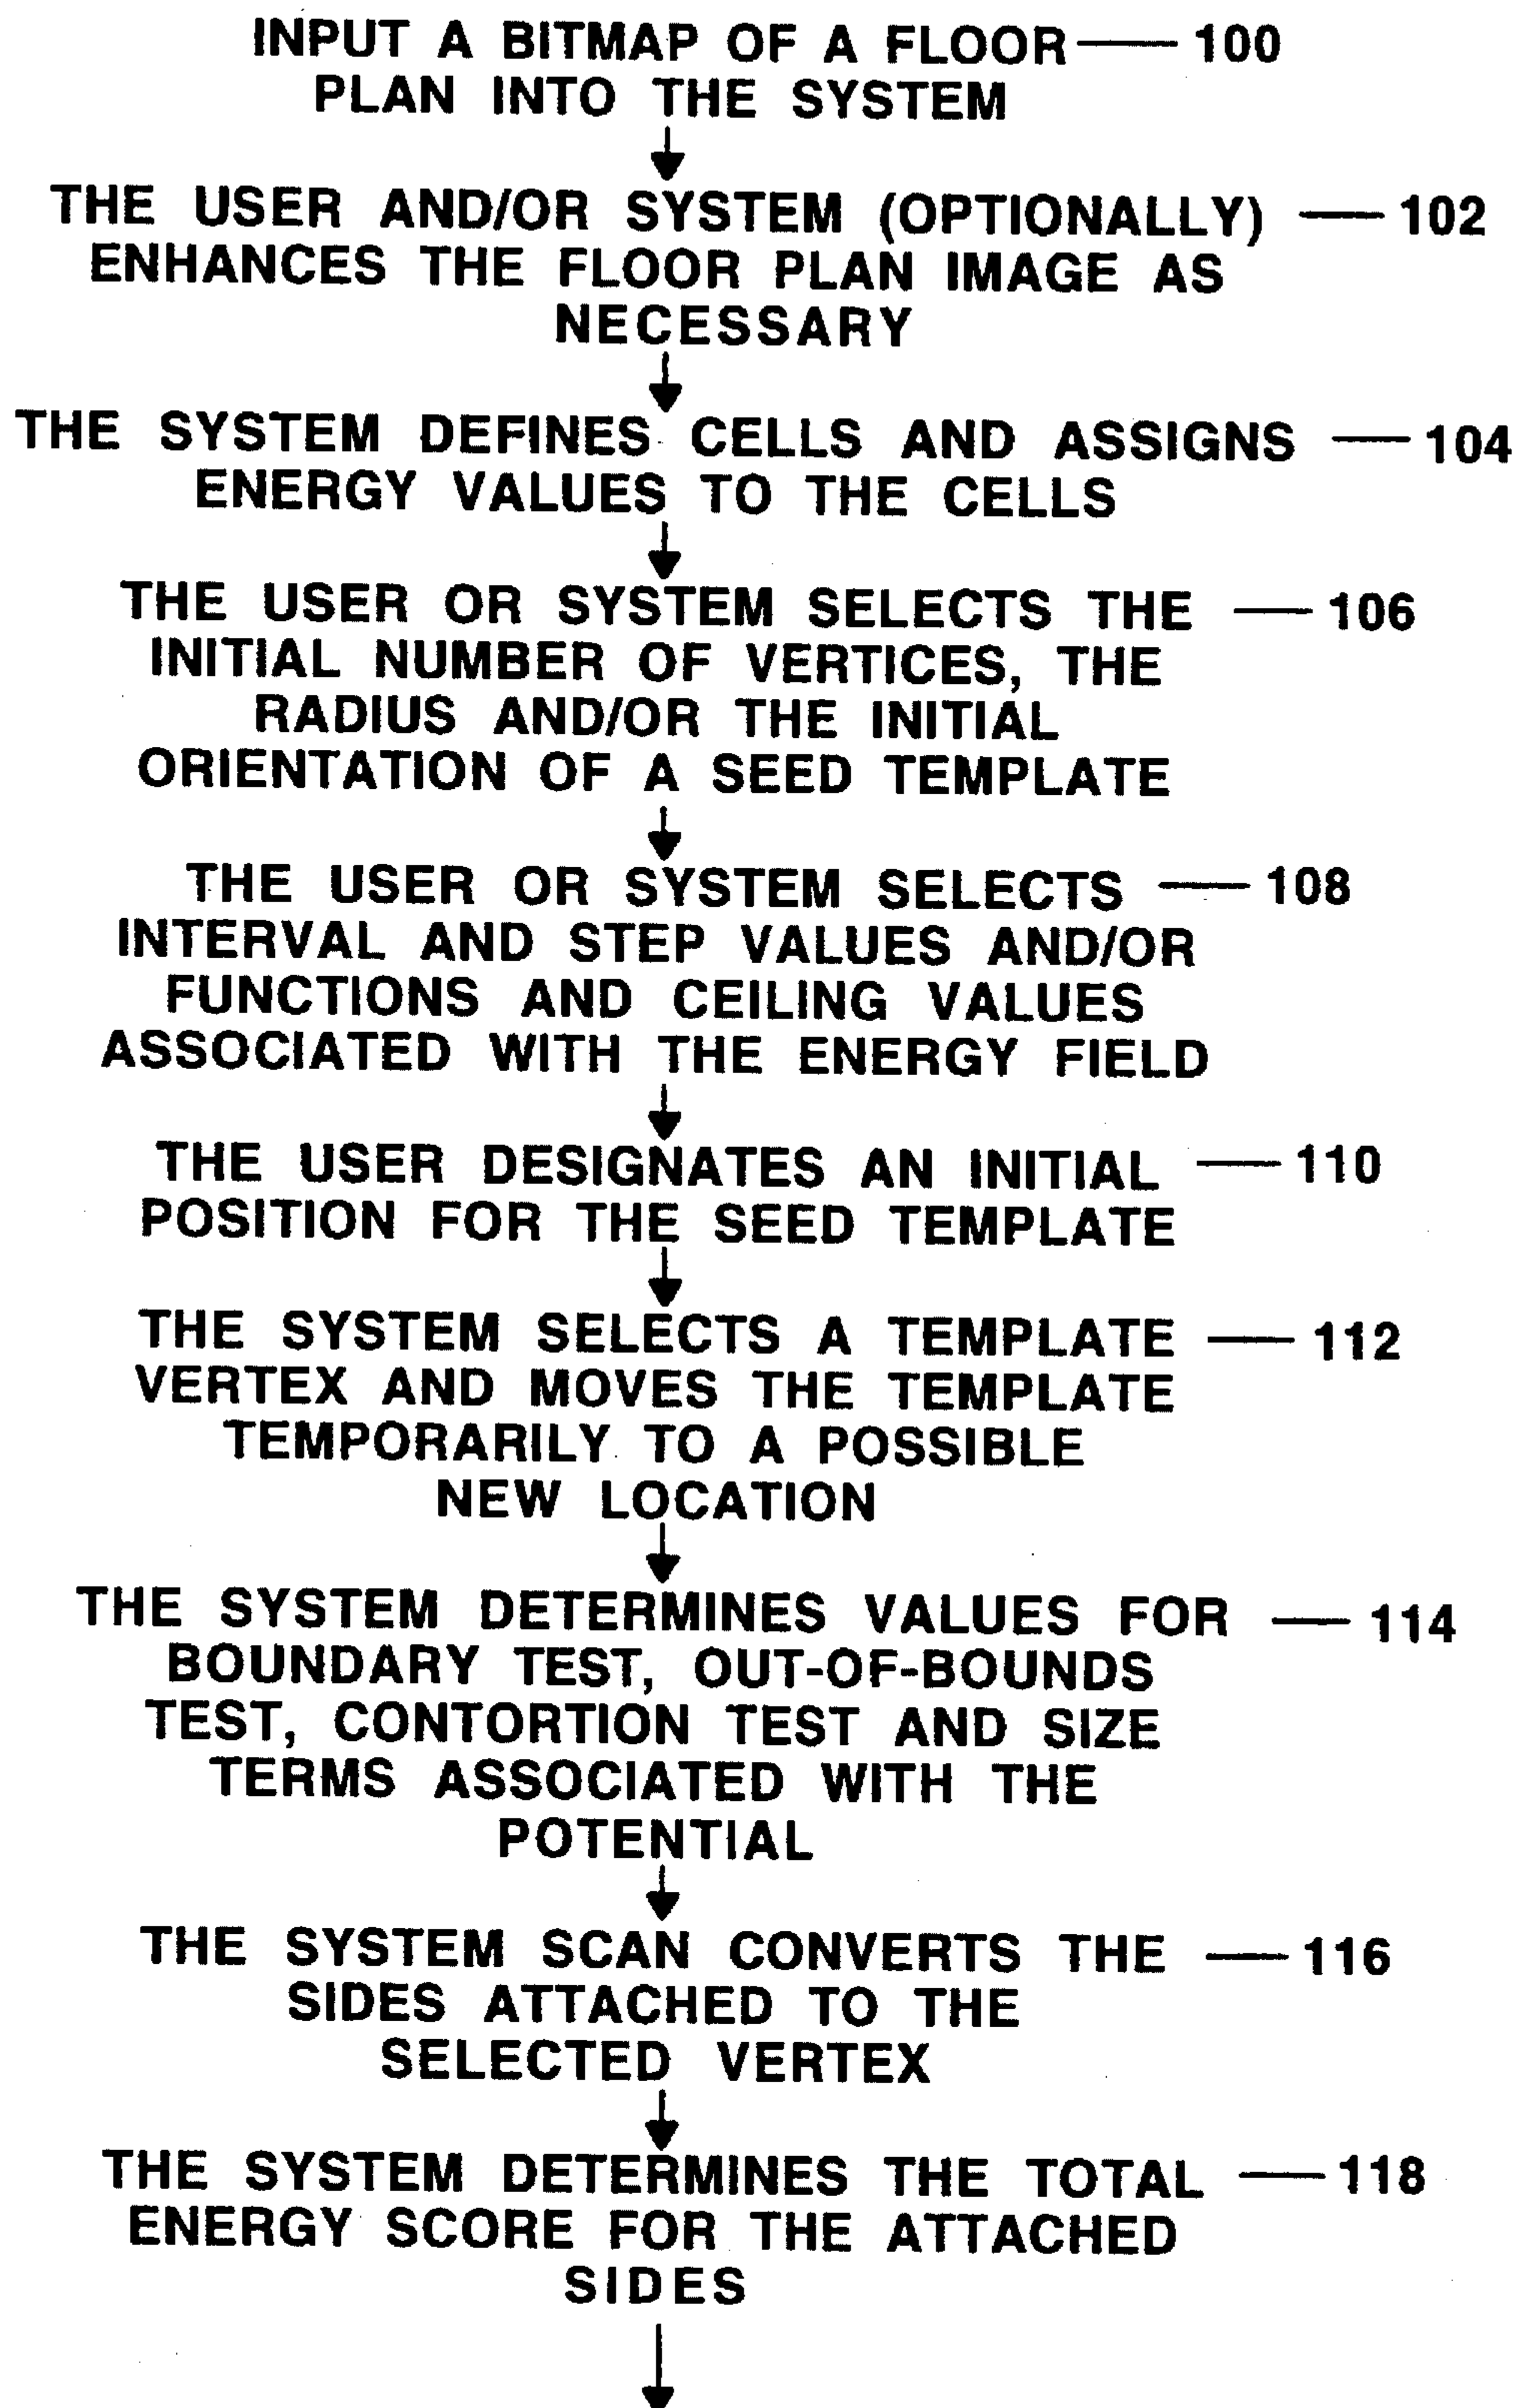 INPUT A BITMAP OF A FLOOR — 100
PLAN INTO THE SYSTEM
THE USER AND/OR SYSTEM (OPTIONALLY) — 102
ENHANCES THE FLOOR PLAN IMAGE AS
NECESSARY
THE SYSTEM DEFINES CELLS AND ASSIGNS — 104
ENERGY VALUES TO THE CELLS
THE USER OR SYSTEM SELECTS THE — 106
INITIAL NUMBER OF VERTICES, THE
RADIUS AND/OR THE INITIAL
ORIENTATION OF A SEED TEMPLATE
THE USER OR SYSTEM SELECTS — 108
INTERVAL AND STEP VALUES AND/OR
FUNCTIONS AND CEILING VALUES
ASSOCIATED WITH THE ENERGY FIELD
THE USER DESIGNATES AN INITIAL — 110
POSITION FOR THE SEED TEMPLATE
THE SYSTEM SELECTS A TEMPLATE — 112
VERTEX AND MOVES THE TEMPLATE
TEMPORARILY TO A POSSIBLE
NEW LOCATION
THE SYSTEM DETERMINES VALUES FOR — 114
BOUNDARY TEST, OUT-OF-BOUNDS
TEST, CONTORTION TEST AND SIZE
TERMS ASSOCIATED WITH THE
POTENTIAL
THE SYSTEM SCAN CONVERTS THE — 116
SIDES ATTACHED TO THE
SELECTED VERTEX
THE SYSTEM DETERMINES THE TOTAL — 118
ENERGY SCORE FOR THE ATTACHED
SIDES